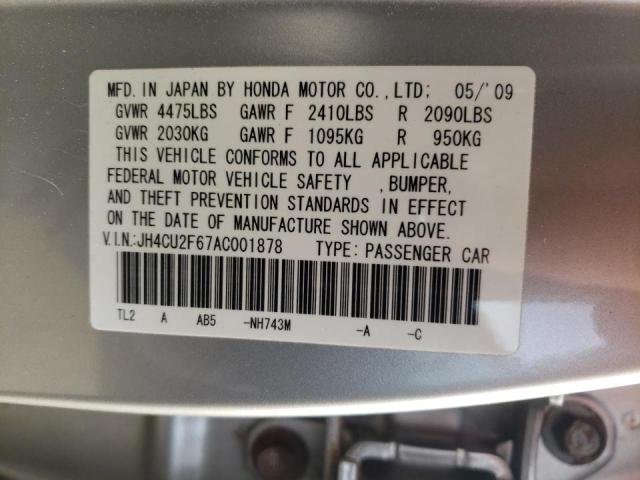 MFD. IN JAPAN BY HONDA MOTOR CO.,LTD; 05/'09
GVWR 4475LBS GAWR F 2410LBS R 2090LBS
GVWR 2030KG GAWR F 1095KG R 950KG
THIS VEHICLE CONFORMS TO ALL APPLICABLE
FEDERAL MOTOR VEHICLE SAFETY ,BUMPER,
AND THEFT PREVENTION STANDARDS IN EFFECT
ON THE DATE OF MANUFACTURE SHOWN ABOVE.
V.I.N.:JH4CU2F67AC001878 TYPE: PASSENGER CAR
TL2 A AB5 -NH743M -A -C